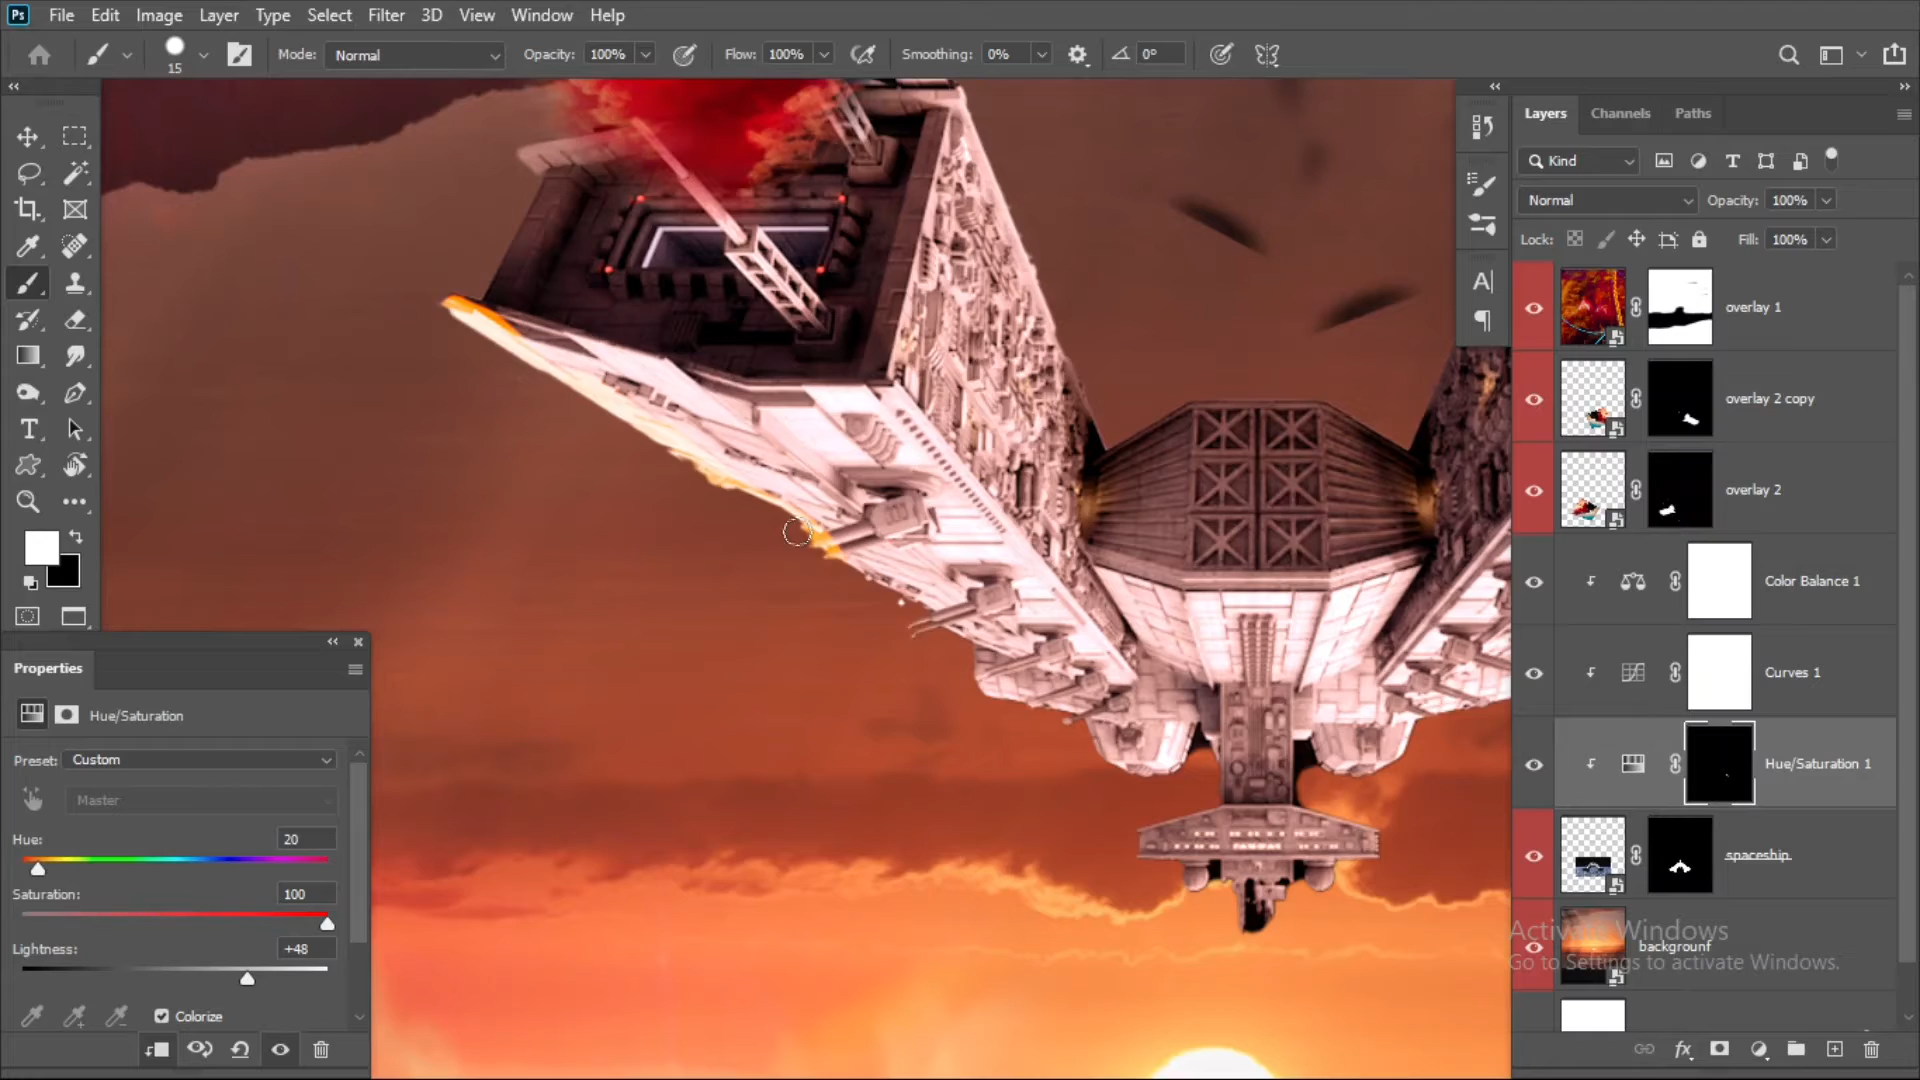 Ps File Edit Image Layer Type Select Filter 3D View Window Help
15 Mode: Normal Opacity: 100% Flow: 100% Smoothing: 0% 0°
Layers Channels Paths
Kind
Normal Opacity: 100%
Lock: Fill: 100%
overlay 1
overlay 2 copy
overlay 2
Color Balance 1
Curves 1
Hue/Saturation 1
spaceship
backgrounf
Properties
Hue/Saturation
Preset: Custom
Master
Hue: 20
Saturation: 100
Lightness: +48
Colorize
Activate Windows
Go to Settings to activate Windows.